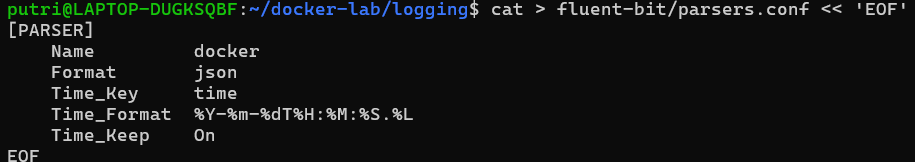 putri@LAPTOP-DUGKSQBF:~/docker-lab/logging$ cat > fluent-bit/parsers.conf << 'EOF'
[PARSER]
    Name        docker
    Format      json
    Time_Key    time
    Time_Format %Y-%m-%dT%H:%M:%S.%L
    Time_Keep   On
EOF